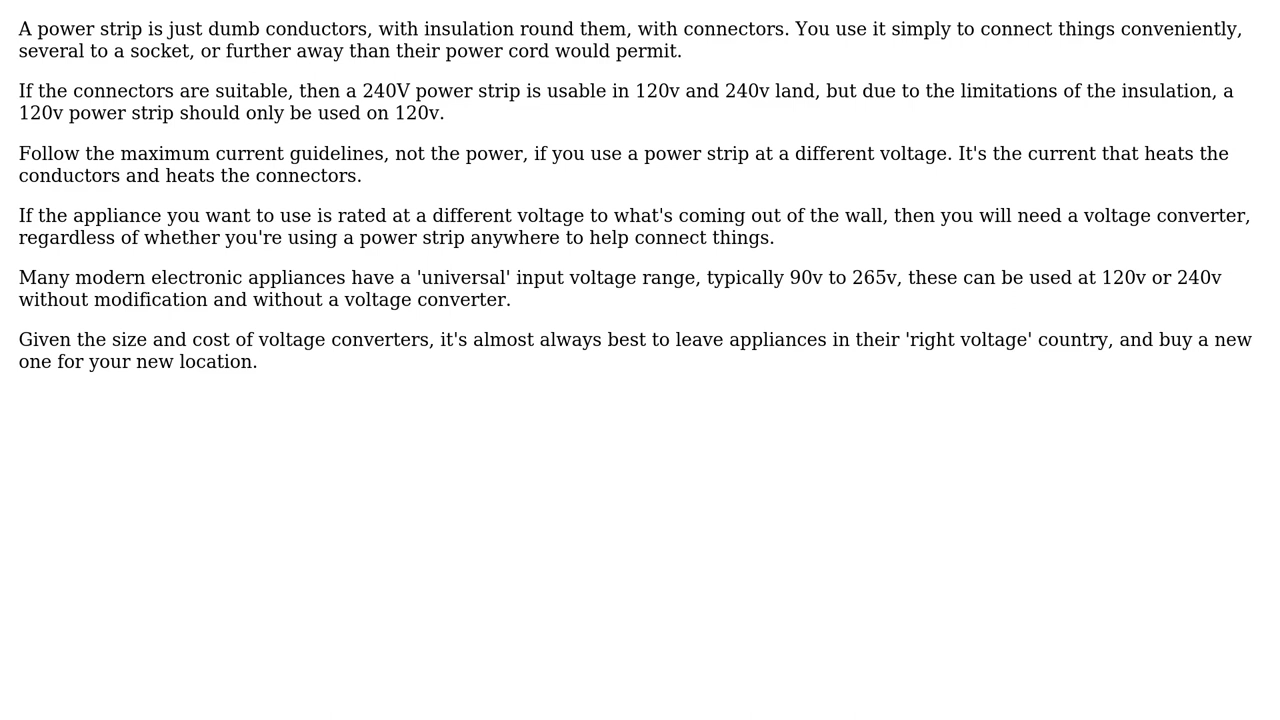 A power strip is just dumb conductors, with insulation round them, with connectors. You use it simply to connect things conveniently,
several to a socket, or further away than their power cord would permit.
If the connectors are suitable, then a 240V power strip is usable in 120v and 240v land, but due to the limitations of the insulation, a
120v power strip should only be used on 120v.
Follow the maximum current guidelines, not the power, if you use a power strip at a different voltage. It's the current that heats the
conductors and heats the connectors.
If the appliance you want to use is rated at a different voltage to what's coming out of the wall, then you will need a voltage converter,
regardless of whether you're using a power strip anywhere to help connect things.
Many modern electronic appliances have a 'universal' input voltage range, typically 90v to 265v, these can be used at 120v or 240v
without modification and without a voltage converter.
Given the size and cost of voltage converters, it's almost always best to leave appliances in their 'right voltage' country, and buy a new
one for your new location.